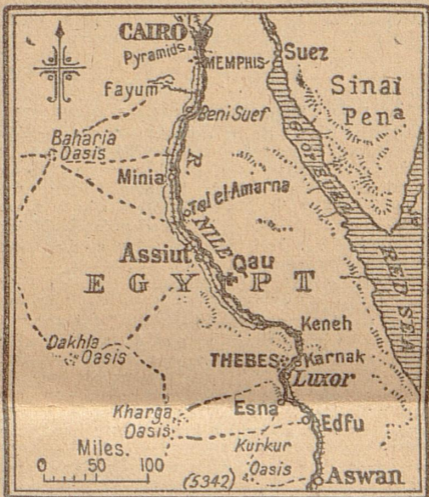 CAIRO
Pyramids
MEMPHIS
Suez
Sinai
Penª
Fayum
Beni Suef
G. OF SUEZ
Baharia
Oasis
R. NILE
Minia
Tel el-Amarna
Assiut
Qau
EGYPT
RED SEA
Keneh
Dakhla
Oasis
THEBES
Karnak
Luxor
Kharga
Oasis
Esna
Edfu
Kurkur
Oasis
Miles.
0 50 100
(5342)
Aswan